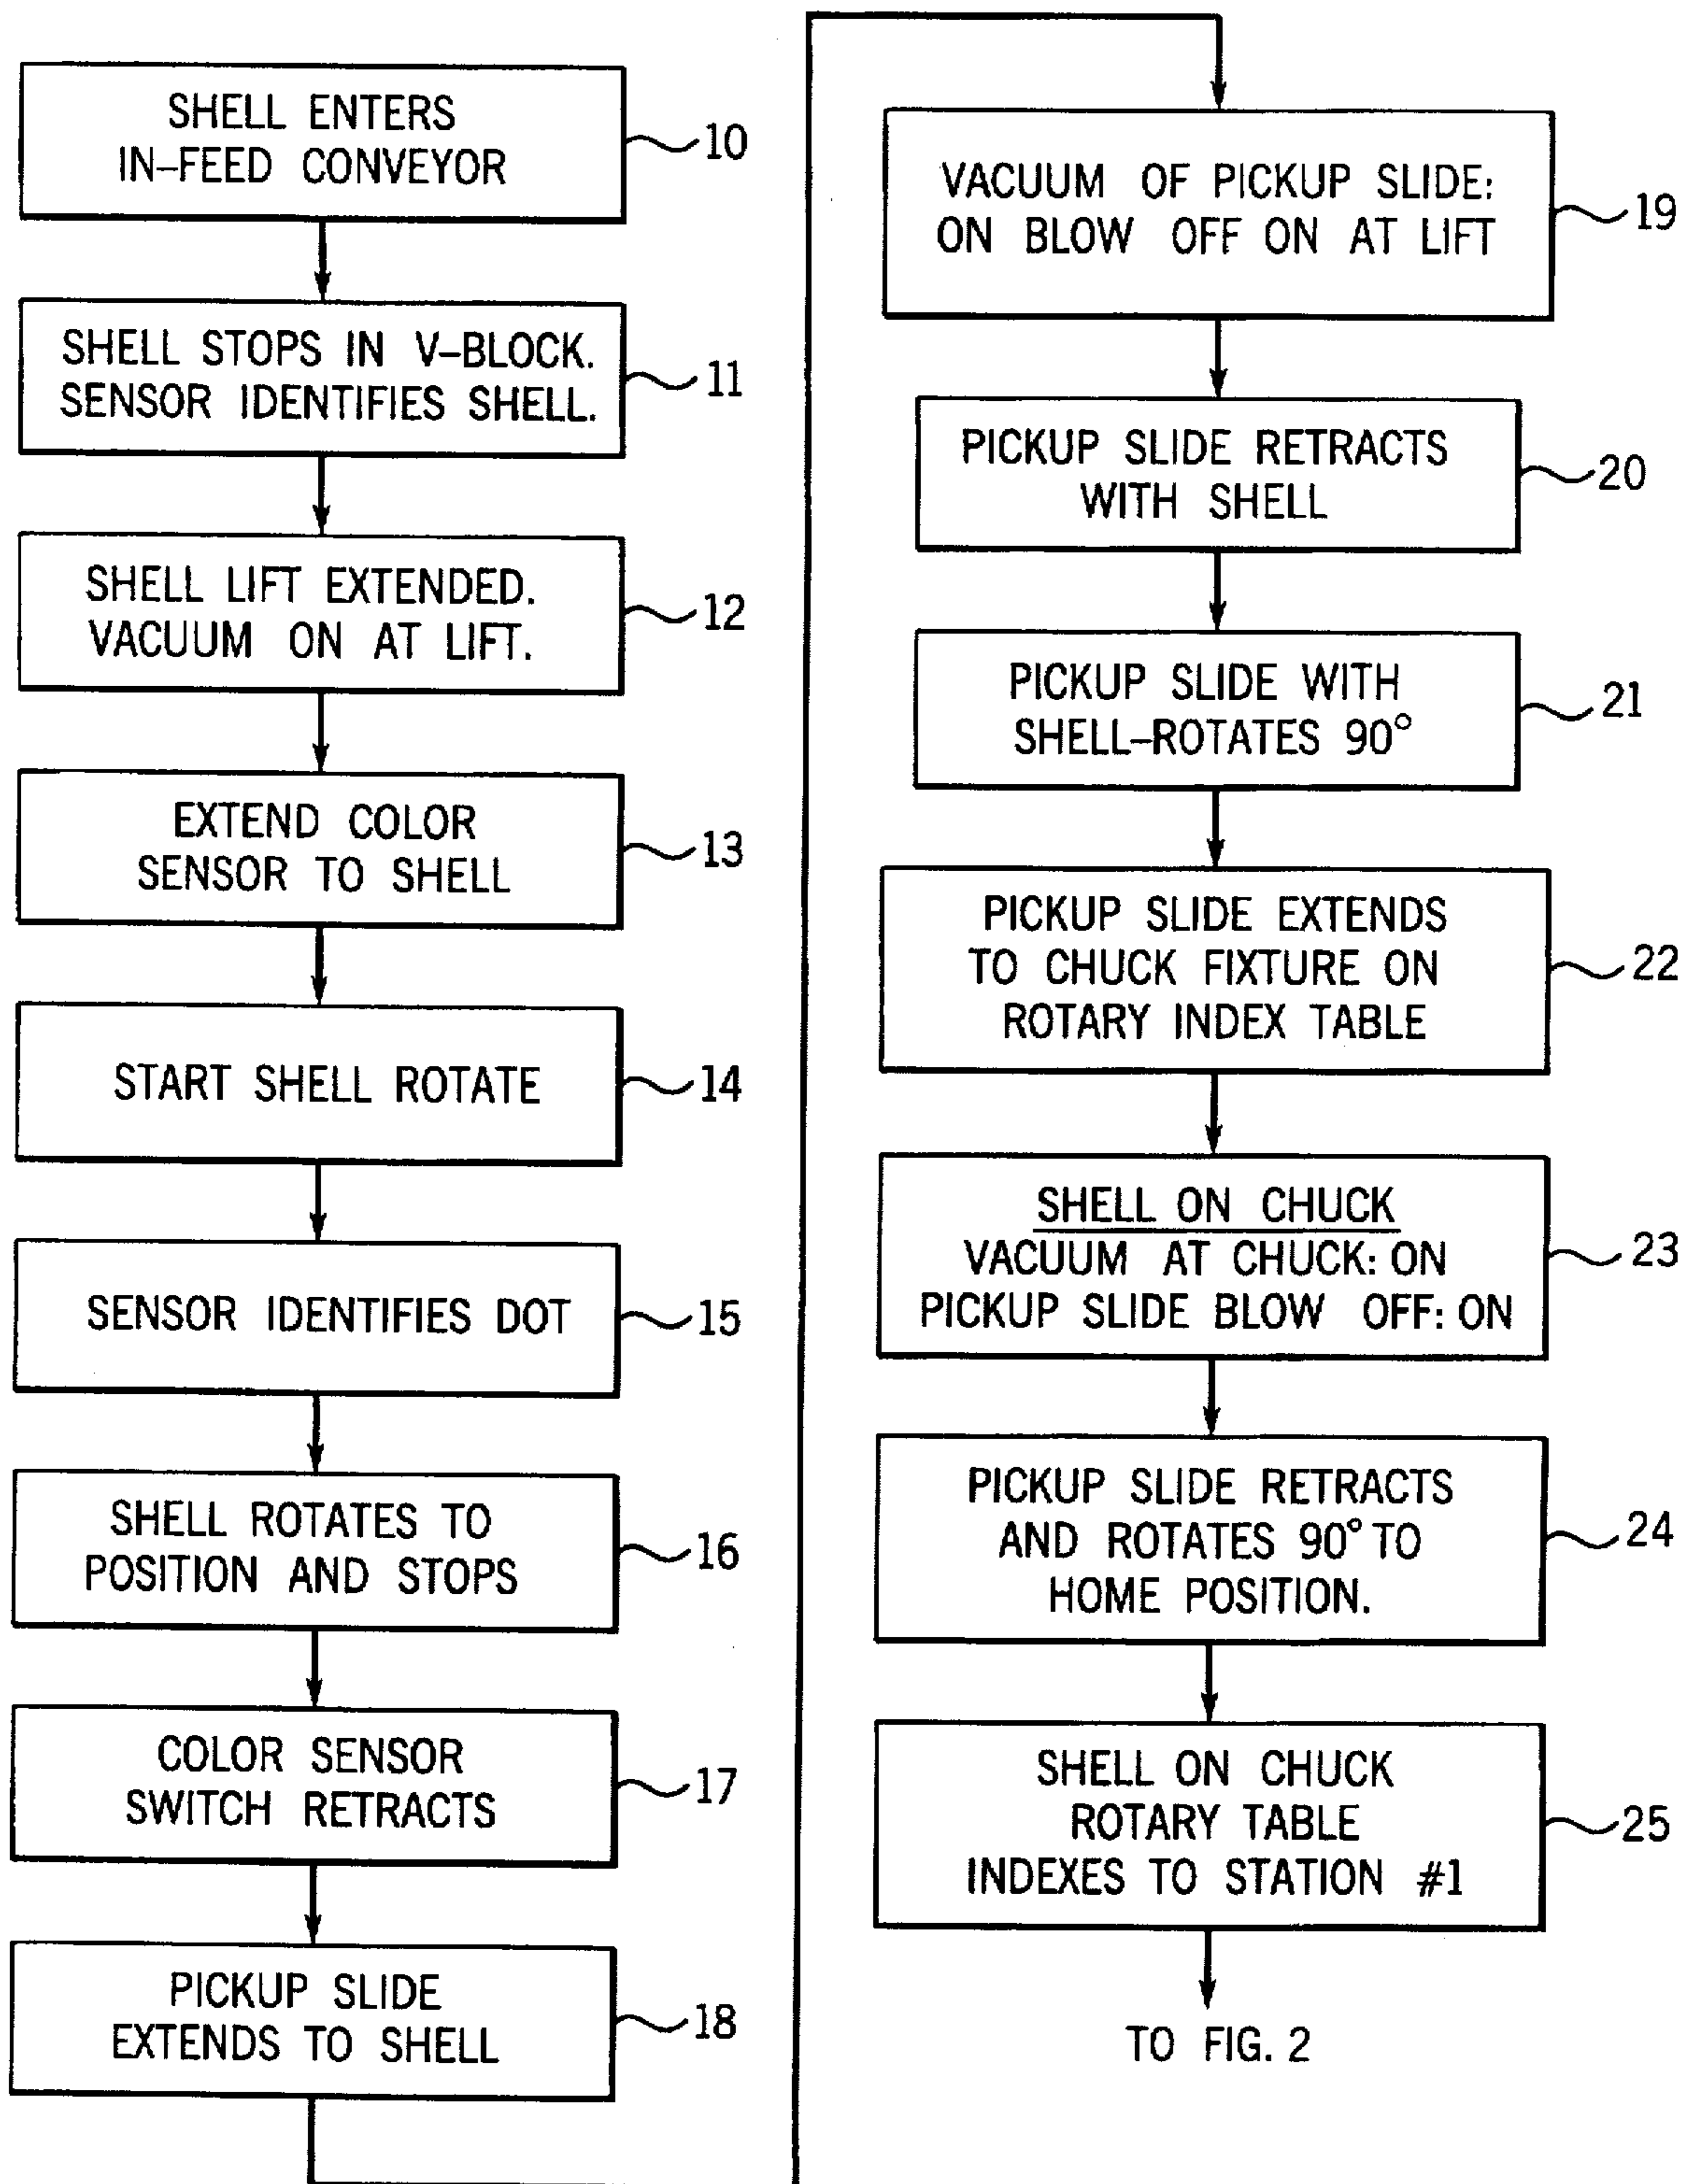 SHELL ENTERS
IN–FEED CONVEYOR
10
SHELL STOPS IN V–BLOCK.
SENSOR IDENTIFIES SHELL.
11
SHELL LIFT EXTENDED.
VACUUM ON AT LIFT.
12
EXTEND COLOR
SENSOR TO SHELL
13
START SHELL ROTATE
14
SENSOR IDENTIFIES DOT
15
SHELL ROTATES TO
POSITION AND STOPS
16
COLOR SENSOR
SWITCH RETRACTS
17
PICKUP SLIDE
EXTENDS TO SHELL
18
VACUUM OF PICKUP SLIDE:
ON BLOW OFF ON AT LIFT
19
PICKUP SLIDE RETRACTS
WITH SHELL
20
PICKUP SLIDE WITH
SHELL–ROTATES 90°
21
PICKUP SLIDE EXTENDS
TO CHUCK FIXTURE ON
ROTARY INDEX TABLE
22
SHELL ON CHUCK
VACUUM AT CHUCK: ON
PICKUP SLIDE BLOW OFF: ON
23
PICKUP SLIDE RETRACTS
AND ROTATES 90° TO
HOME POSITION.
24
SHELL ON CHUCK
ROTARY TABLE
INDEXES TO STATION #1
25
TO FIG. 2